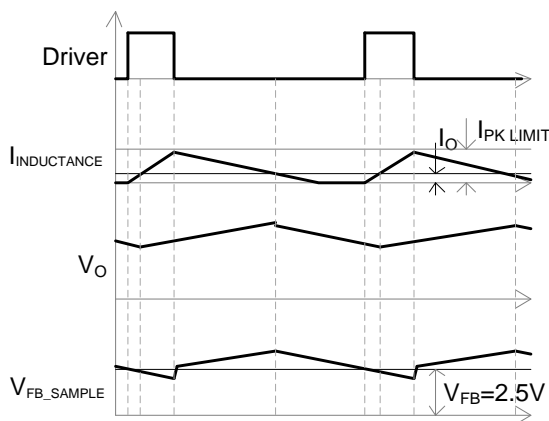 Driver
I_O
I_PK LIMIT
I_INDUCTANCE
V_O
V_FB_SAMPLE
V_FB=2.5V